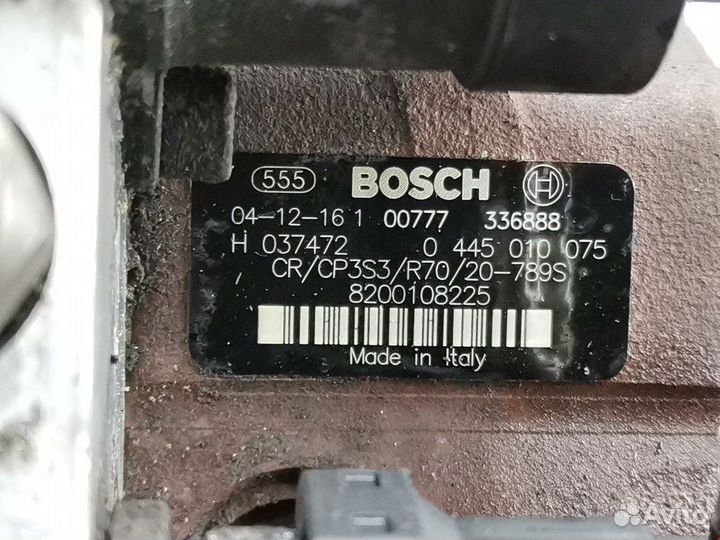 555 BOSCH H
04-12-16 1 00777 336888
H 037472 0 445 010 075
CR/CP3S3/R70/20-789S
8200108225
Made in Italy
Avito